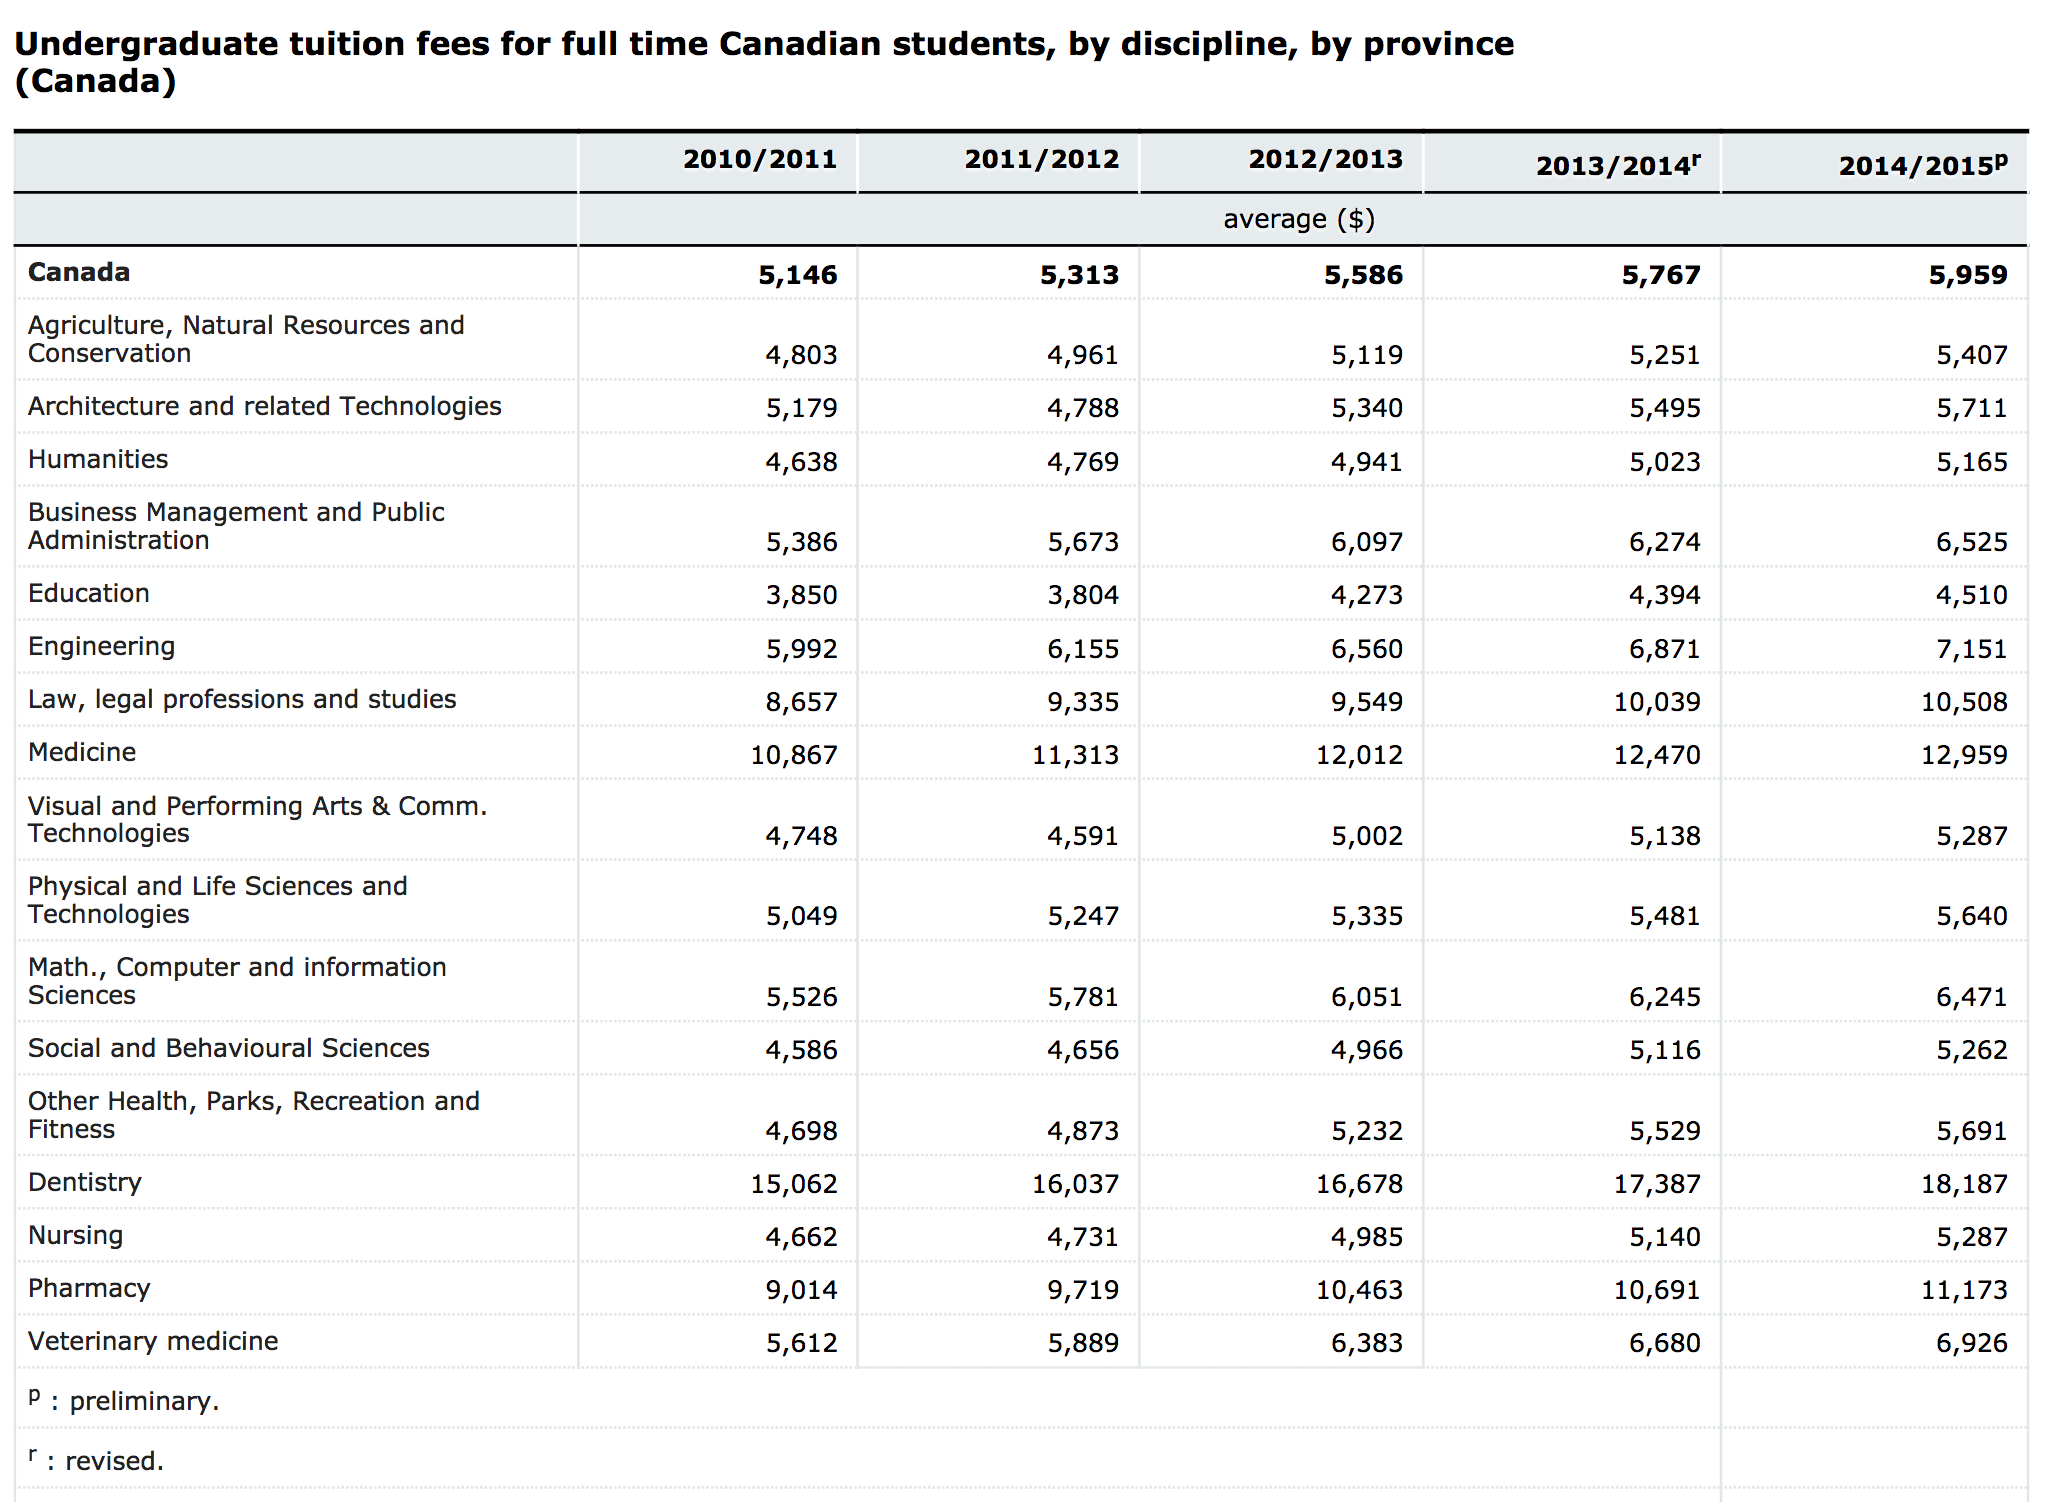 Undergraduate tuition fees for full time Canadian students, by discipline, by province
(Canada)
2010/2011 2011/2012 2012/2013 2013/2014r 2014/2015p
average ($)
Canada 5,146 5,313 5,586 5,767 5,959
Agriculture, Natural Resources and
Conservation 4,803 4,961 5,119 5,251 5,407
Architecture and related Technologies 5,179 4,788 5,340 5,495 5,711
Humanities 4,638 4,769 4,941 5,023 5,165
Business Management and Public
Administration 5,386 5,673 6,097 6,274 6,525
Education 3,850 3,804 4,273 4,394 4,510
Engineering 5,992 6,155 6,560 6,871 7,151
Law, legal professions and studies 8,657 9,335 9,549 10,039 10,508
Medicine 10,867 11,313 12,012 12,470 12,959
Visual and Performing Arts & Comm.
Technologies 4,748 4,591 5,002 5,138 5,287
Physical and Life Sciences and
Technologies 5,049 5,247 5,335 5,481 5,640
Math., Computer and information
Sciences 5,526 5,781 6,051 6,245 6,471
Social and Behavioural Sciences 4,586 4,656 4,966 5,116 5,262
Other Health, Parks, Recreation and
Fitness 4,698 4,873 5,232 5,529 5,691
Dentistry 15,062 16,037 16,678 17,387 18,187
Nursing 4,662 4,731 4,985 5,140 5,287
Pharmacy 9,014 9,719 10,463 10,691 11,173
Veterinary medicine 5,612 5,889 6,383 6,680 6,926
p : preliminary.
r : revised.